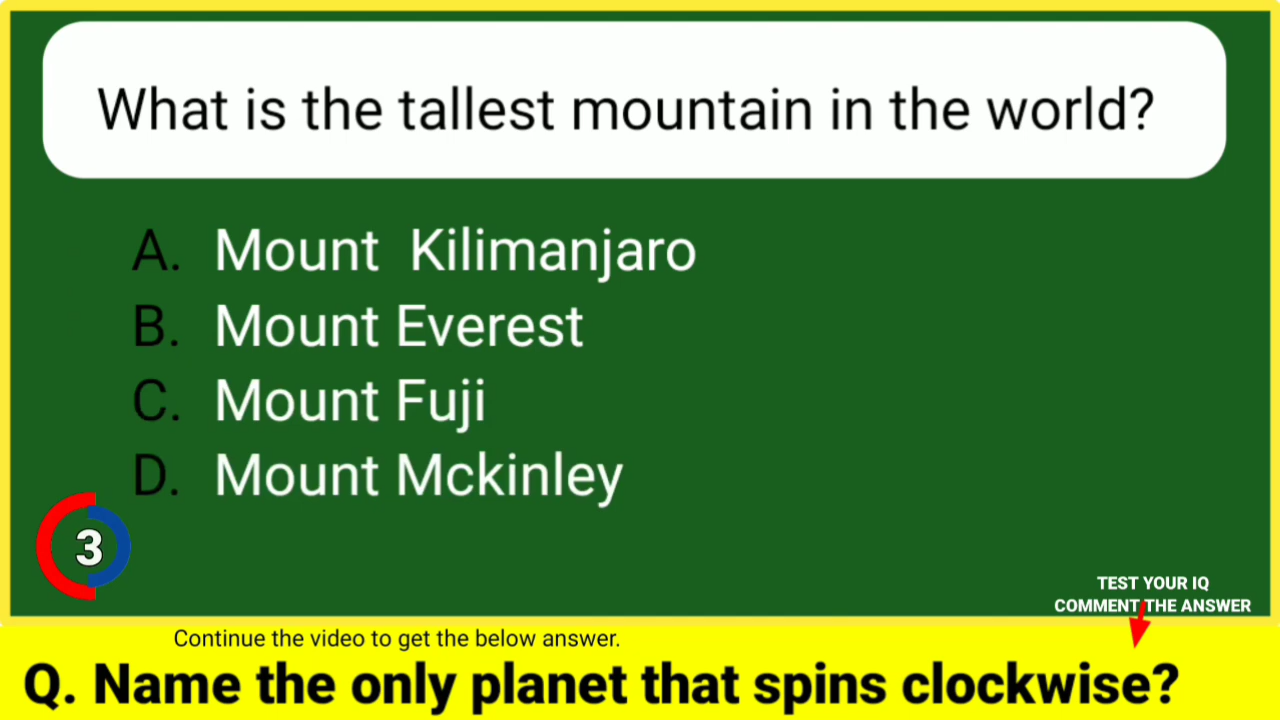 What is the tallest mountain in the world?
A. Mount Kilimanjaro
B. Mount Everest
C. Mount Fuji
D. Mount Mckinley
3
TEST YOUR IQ
COMMENT THE ANSWER
Continue the video to get the below answer.
Q. Name the only planet that spins clockwise?